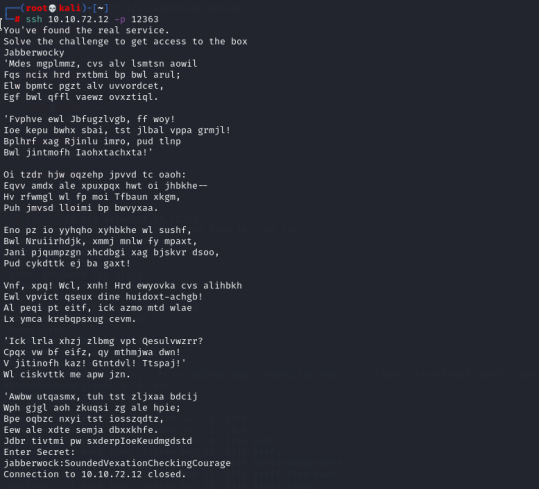 ┌──(root💀kali)-[~]
└─# ssh 10.10.72.12 -p 12363
You've found the real service.
Solve the challenge to get access to the box
Jabberwocky
'Mdes mgplmmz, cvs alv lsmtsn aowil
Fqs ncix hrd rxtbmi bp bwl arul;
Elw bpmtc pgzt alv uvvordcet,
Egf bwl qffl vaewz ovxztiql.

'Fvphve ewl Jbfugzlvgb, ff woy!
Ioe kepu bwhx sbai, tst jlbal vppa grmjl!
Bplhrf xag Rjinlu imro, pud tlnp
Bwl jintmofh Iaohxtachxta!'

Oi tzdr hjw oqzehp jpvvd tc oaoh:
Eqvv amdx ale xpuxpqx hwt oi jhbkhe--
Hv rfwmgl wl fp moi Tfbaun xkgm,
Puh jmvsd lloimi bp bwvyxaa.

Eno pz io yyhqho xyhbkhe wl sushf,
Bwl Nruiirhdjk, xmmj mnlw fy mpaxt,
Jani pjqumpzgn xhcdbgi xag bjskvr dsoo,
Pud cykdttk ej ba gaxt!

Vnf, xpq! Wcl, xnh! Hrd ewyovka cvs alihbkh
Ewl vpvict qseux dine huidoxt-achgb!
Al peqi pt eitf, ick azmo mtd wlae
Lx ymca krebqpsxug cevm.

'Ick lrla xhzj zlbmg vpt Qesulvwzrr?
Cpqx vw bf eifz, qy mthmjwa dwn!
V jitinofh kaz! Gtntdvl! Ttspaj!'
Wl ciskvttk me apw jzn.

'Awbw utqasmx, tuh tst zljxaa bdcij
Wph gjgl aoh zkuqsi zg ale hpie;
Bpe oqbzc nxyi tst iosszqdtz,
Eew ale xdte semja dbxxkhfe.
Jdbr tivtmi pw sxderpIoeKeudmgdstd
Enter Secret:
jabberwock:SoundedVexationCheckingCourage
Connection to 10.10.72.12 closed.